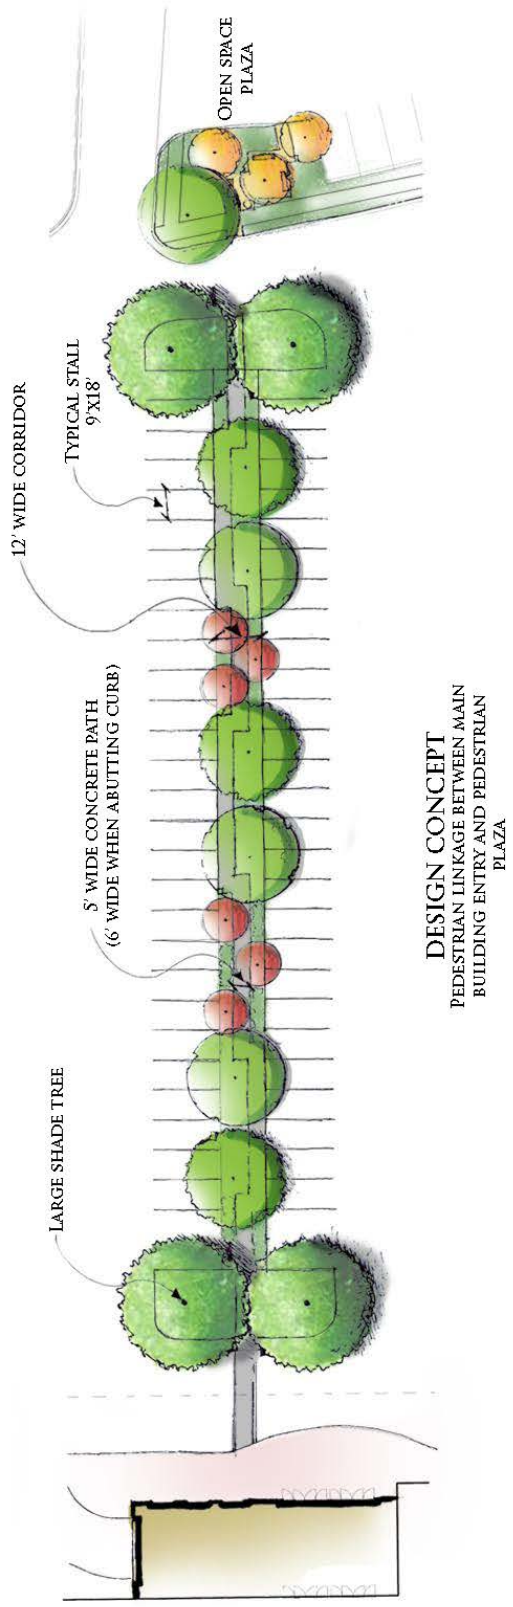 LARGE SHADE TREE
5' WIDE CONCRETE PATH
(6' WIDE WHEN ABUTTING CURB)
12' WIDE CORRIDOR
TYPICAL STALL
9'X18'
OPEN SPACE
PLAZA
DESIGN CONCEPT
PEDESTRIAN LINKAGE BETWEEN MAIN
BUILDING ENTRY AND PEDESTRIAN
PLAZA